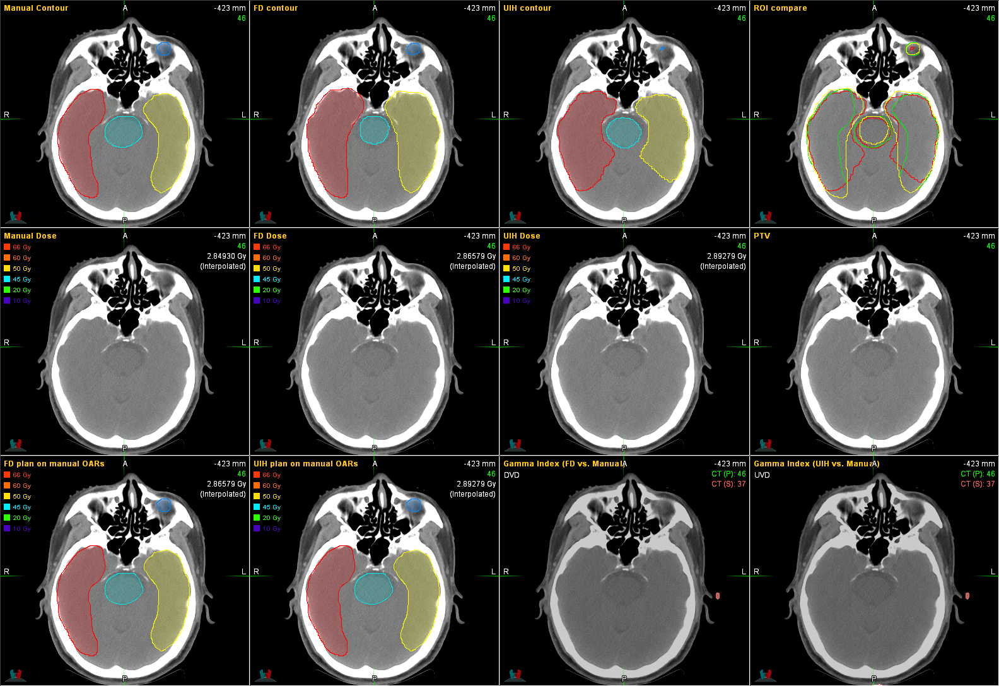 Manual Contour
A
-423 mm
46
R
L
P
FD contour
A
-423 mm
46
R
L
P
UIH contour
A
-423 mm
46
R
L
P
ROI compare
A
-423 mm
46
R
L
P
Manual Dose
A
-423 mm
46
66 Gy
2.84930 Gy
60 Gy
(Interpolated)
50 Gy
45 Gy
20 Gy
10 Gy
R
L
P
FD Dose
A
-423 mm
46
66 Gy
2.86579 Gy
60 Gy
(Interpolated)
50 Gy
45 Gy
20 Gy
10 Gy
R
L
P
UIH Dose
A
-423 mm
46
66 Gy
2.89279 Gy
60 Gy
(Interpolated)
50 Gy
45 Gy
20 Gy
10 Gy
R
L
P
PTV
A
-423 mm
46
R
L
P
FD plan on manual OARs
A
-423 mm
46
66 Gy
2.86579 Gy
60 Gy
(Interpolated)
50 Gy
45 Gy
20 Gy
10 Gy
R
L
P
UIH plan on manual OARs
A
-423 mm
46
66 Gy
2.89279 Gy
60 Gy
(Interpolated)
50 Gy
45 Gy
20 Gy
10 Gy
R
L
P
Gamma Index (FD vs. Manual)
A
-423 mm
DVD
CT (P): 46
CT (S): 37
R
L
P
Gamma Index (UIH vs. Manual)
A
-423 mm
UVD
CT (P): 46
CT (S): 37
R
L
P